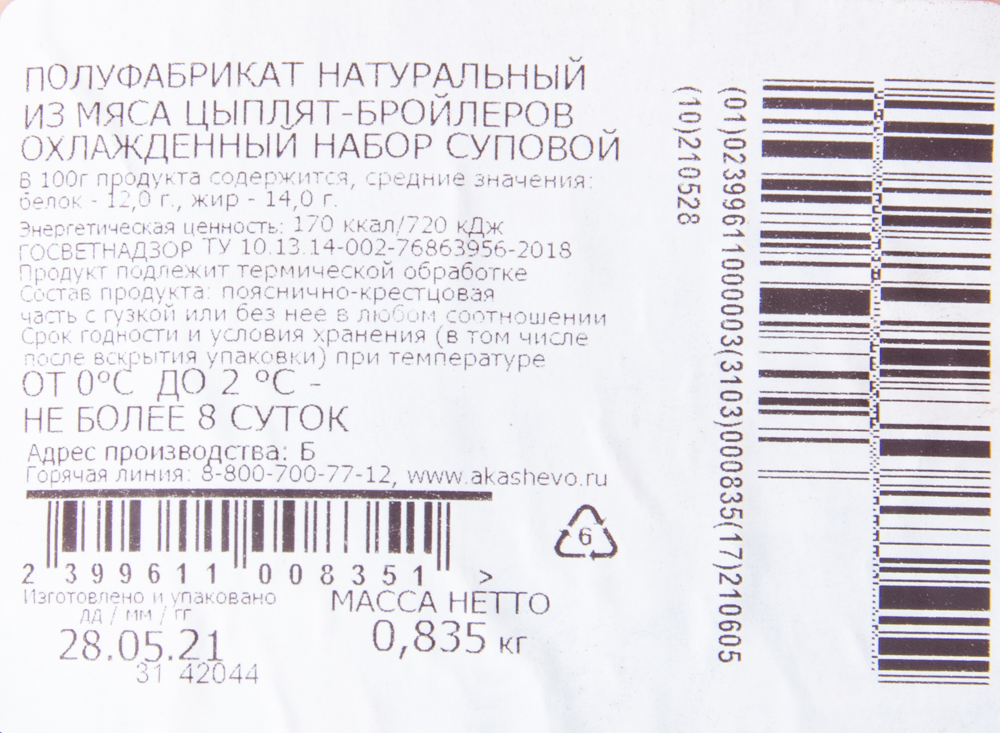 ПОЛУФАБРИКАТ НАТУРАЛЬНЫЙ
ИЗ МЯСА ЦЫПЛЯТ-БРОЙЛЕРОВ
ОХЛАЖДЕННЫЙ НАБОР СУПОВОЙ
В 100г продукта содержится, средние значения:
белок - 12,0 г., жир - 14,0 г.
Энергетическая ценность: 170 ккал/720 кДж
ГОСВЕТНАДЗОР ТУ 10.13.14-002-76863956-2018
Продукт подлежит термической обработке
Состав продукта: пояснично-крестцовая
часть с гузкой или без нее в любом соотношении
Срок годности и условия хранения (в том числе
после вскрытия упаковки) при температуре
ОТ 0°С ДО 2 °С -
НЕ БОЛЕЕ 8 СУТОК
Адрес производства: Б
Горячая линия: 8-800-700-77-12, www.akashevo.ru
2 399611 008351 >
6
Изготовлено и упаковано
ДД / ММ / ГГ
28.05.21
31 42044
МАССА НЕТТО
0,835 кг
(01)02399611000003(3103)000835(17)210605
(10)210528